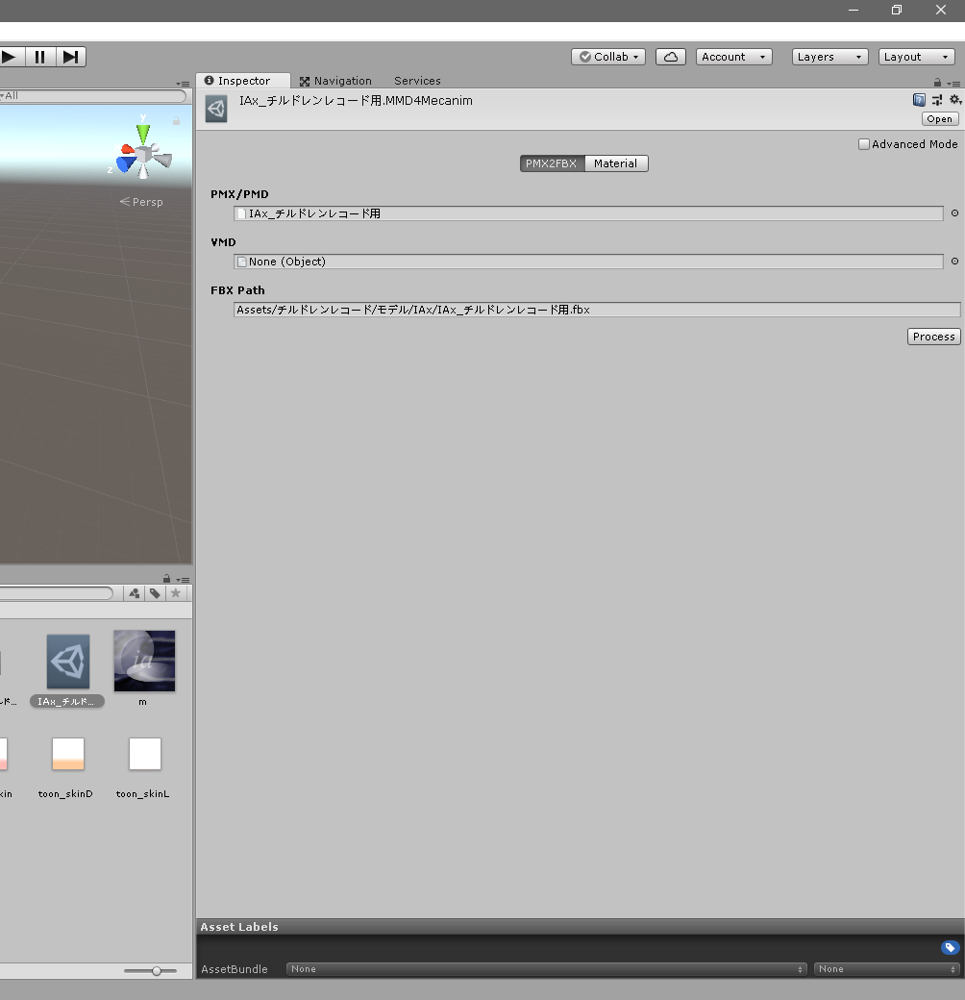 Collab
Account
Layers
Layout
Inspector
Navigation
Services
All
IAx_チルドレンレコード用.MMD4Mecanim
Open
Advanced Mode
PMX2FBX
Material
y
z
Persp
PMX/PMD
IAx_チルドレンレコード用
VMD
None (Object)
FBX Path
Assets/チルドレンレコード/モデル/IAx/IAx_チルドレンレコード用.fbx
Process
IAx_チルド...
m
toon_skinD
toon_skinL
Asset Labels
AssetBundle
None
None